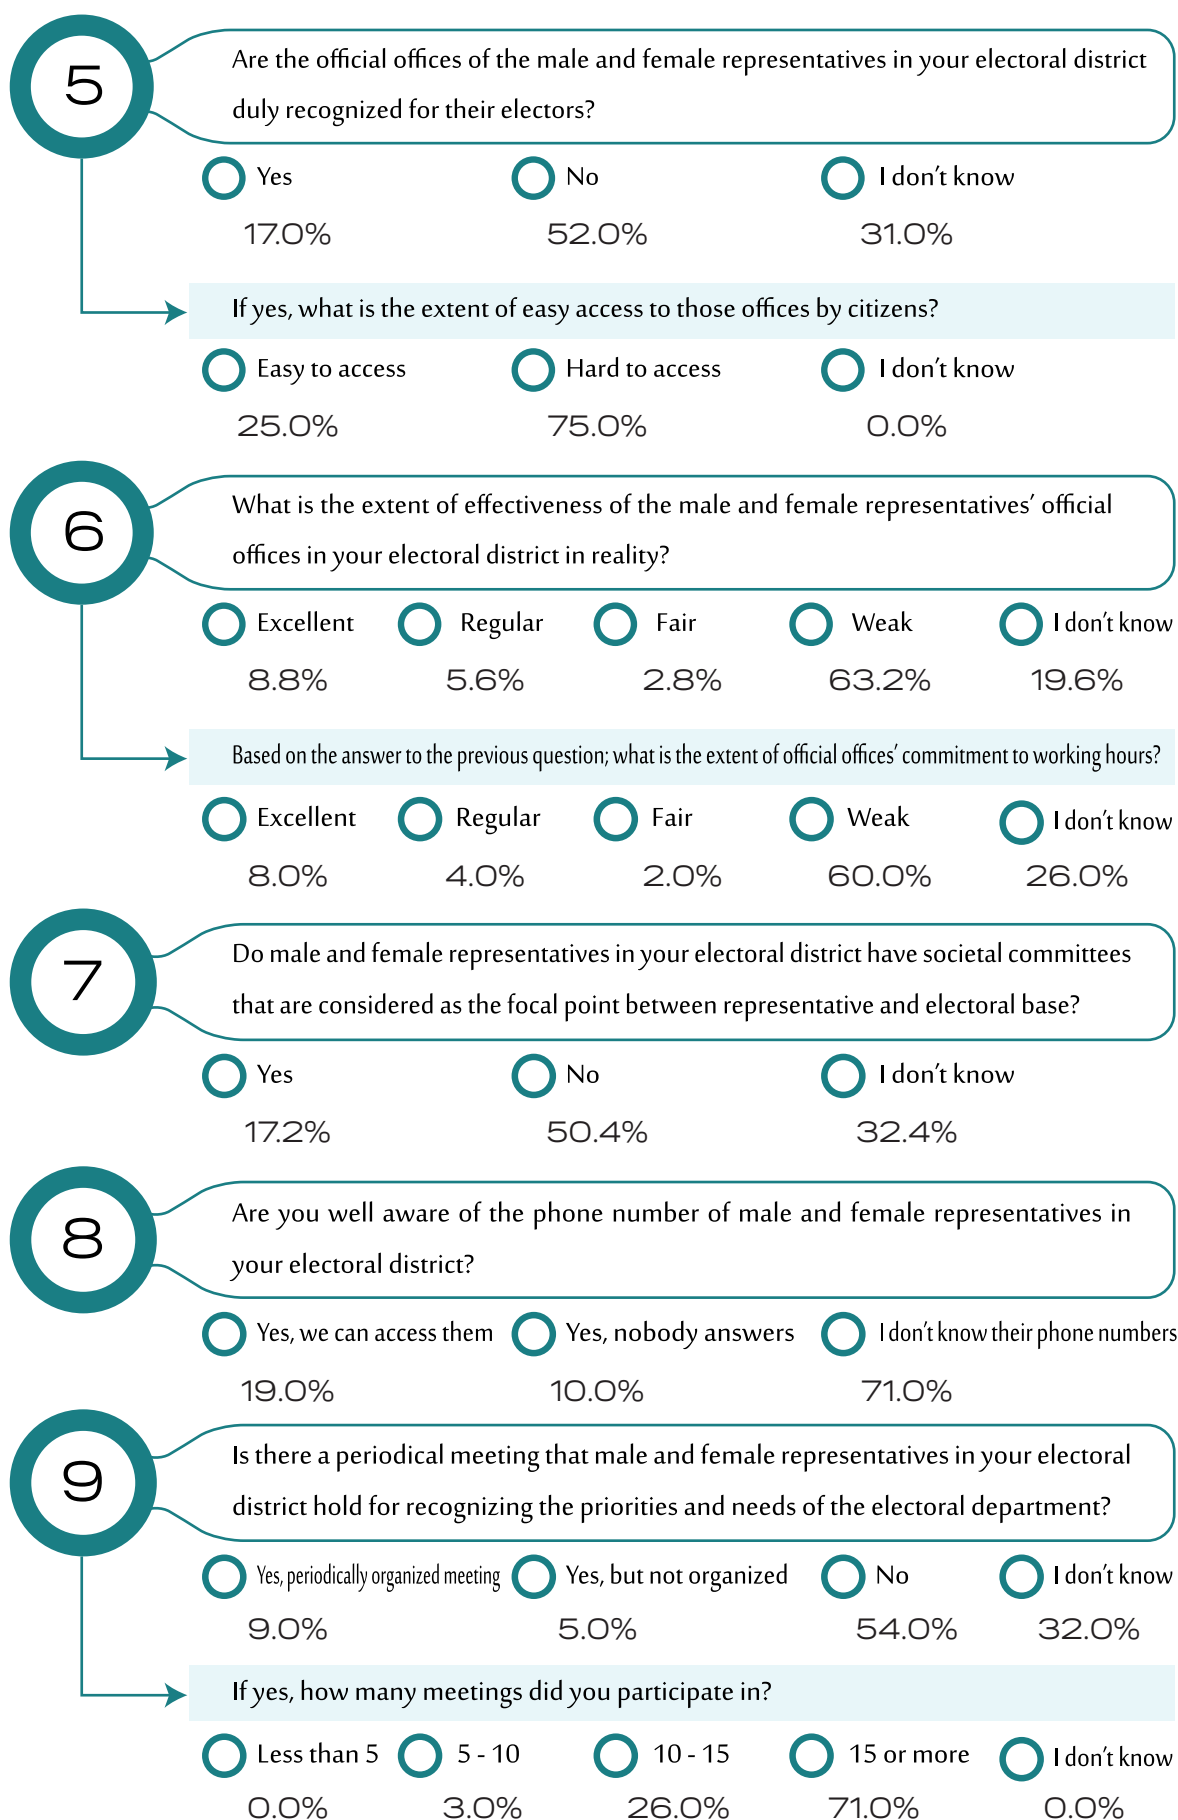 5
Are the official offices of the male and female representatives in your electoral district
duly recognized for their electors?
Yes No I don't know
17.0% 52.0% 31.0%
If yes, what is the extent of easy access to those offices by citizens?
Easy to access Hard to access I don't know
25.0% 75.0% 0.0%
6
What is the extent of effectiveness of the male and female representatives' official
offices in your electoral district in reality?
Excellent Regular Fair Weak I don't know
8.8% 5.6% 2.8% 63.2% 19.6%
Based on the answer to the previous question; what is the extent of official offices' commitment to working hours?
Excellent Regular Fair Weak I don't know
8.0% 4.0% 2.0% 60.0% 26.0%
7
Do male and female representatives in your electoral district have societal committees
that are considered as the focal point between representative and electoral base?
Yes No I don't know
17.2% 50.4% 32.4%
8
Are you well aware of the phone number of male and female representatives in
your electoral district?
Yes, we can access them Yes, nobody answers I don't know their phone numbers
19.0% 10.0% 71.0%
9
Is there a periodical meeting that male and female representatives in your electoral
district hold for recognizing the priorities and needs of the electoral department?
Yes, periodically organized meeting Yes, but not organized No I don't know
9.0% 5.0% 54.0% 32.0%
If yes, how many meetings did you participate in?
Less than 5 5 - 10 10 - 15 15 or more I don't know
0.0% 3.0% 26.0% 71.0% 0.0%